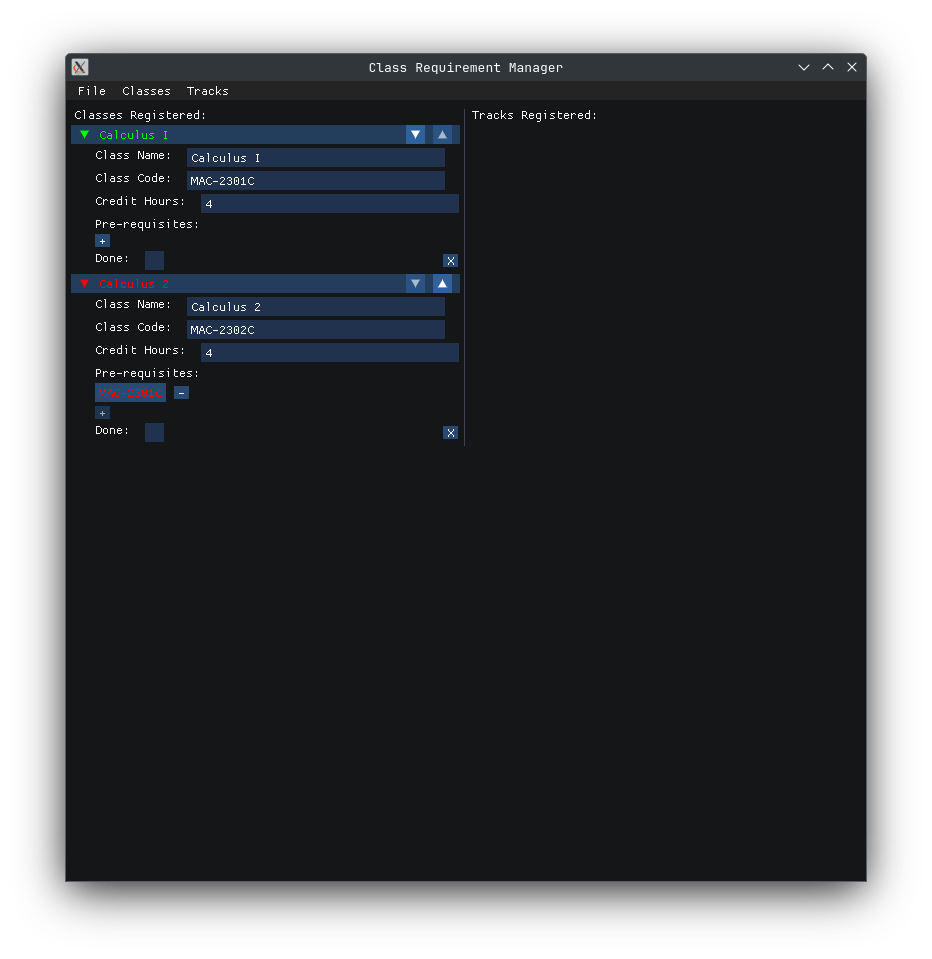 Class Requirement Manager
File Classes Tracks
Classes Registered:
Calculus I
Class Name: Calculus I
Class Code: MAC-2301C
Credit Hours: 4
Pre-requisites:
+
Done:
X
Calculus 2
Class Name: Calculus 2
Class Code: MAC-2302C
Credit Hours: 4
Pre-requisites:
MAC-2301C -
+
Done:
X
Tracks Registered: